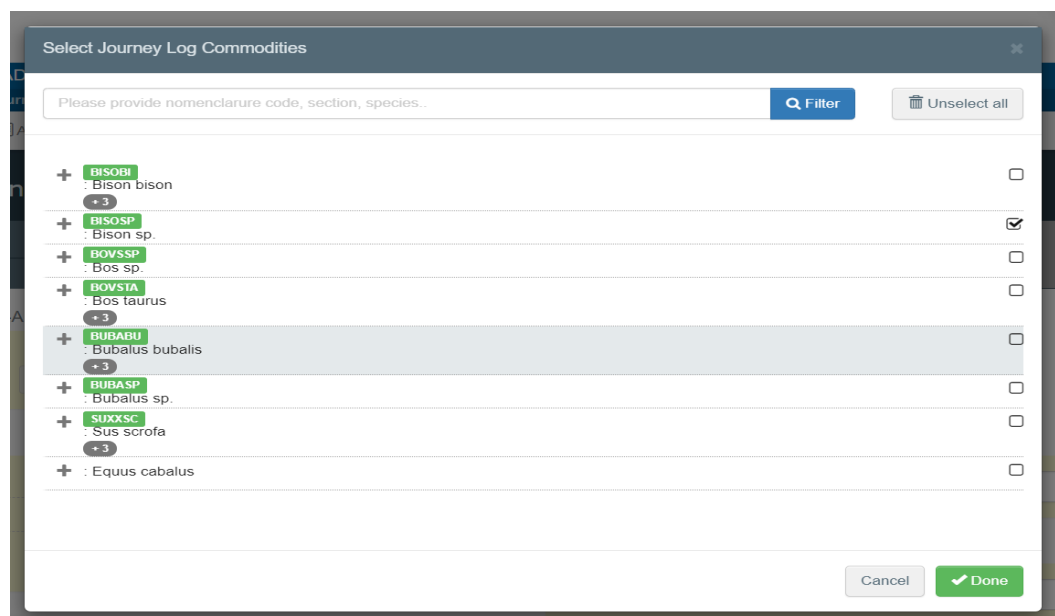 Select Journey Log Commodities
Please provide nomenclarure code, section, species..
Filter
Unselect all
BISOBI
: Bison bison
+ 3
BISOSP
: Bison sp.
BOVSSP
: Bos sp.
BOVSTA
: Bos taurus
+ 3
BUBABU
: Bubalus bubalis
+ 3
BUBASP
: Bubalus sp.
SUXXSC
: Sus scrofa
+ 3
: Equus cabalus
Cancel
Done